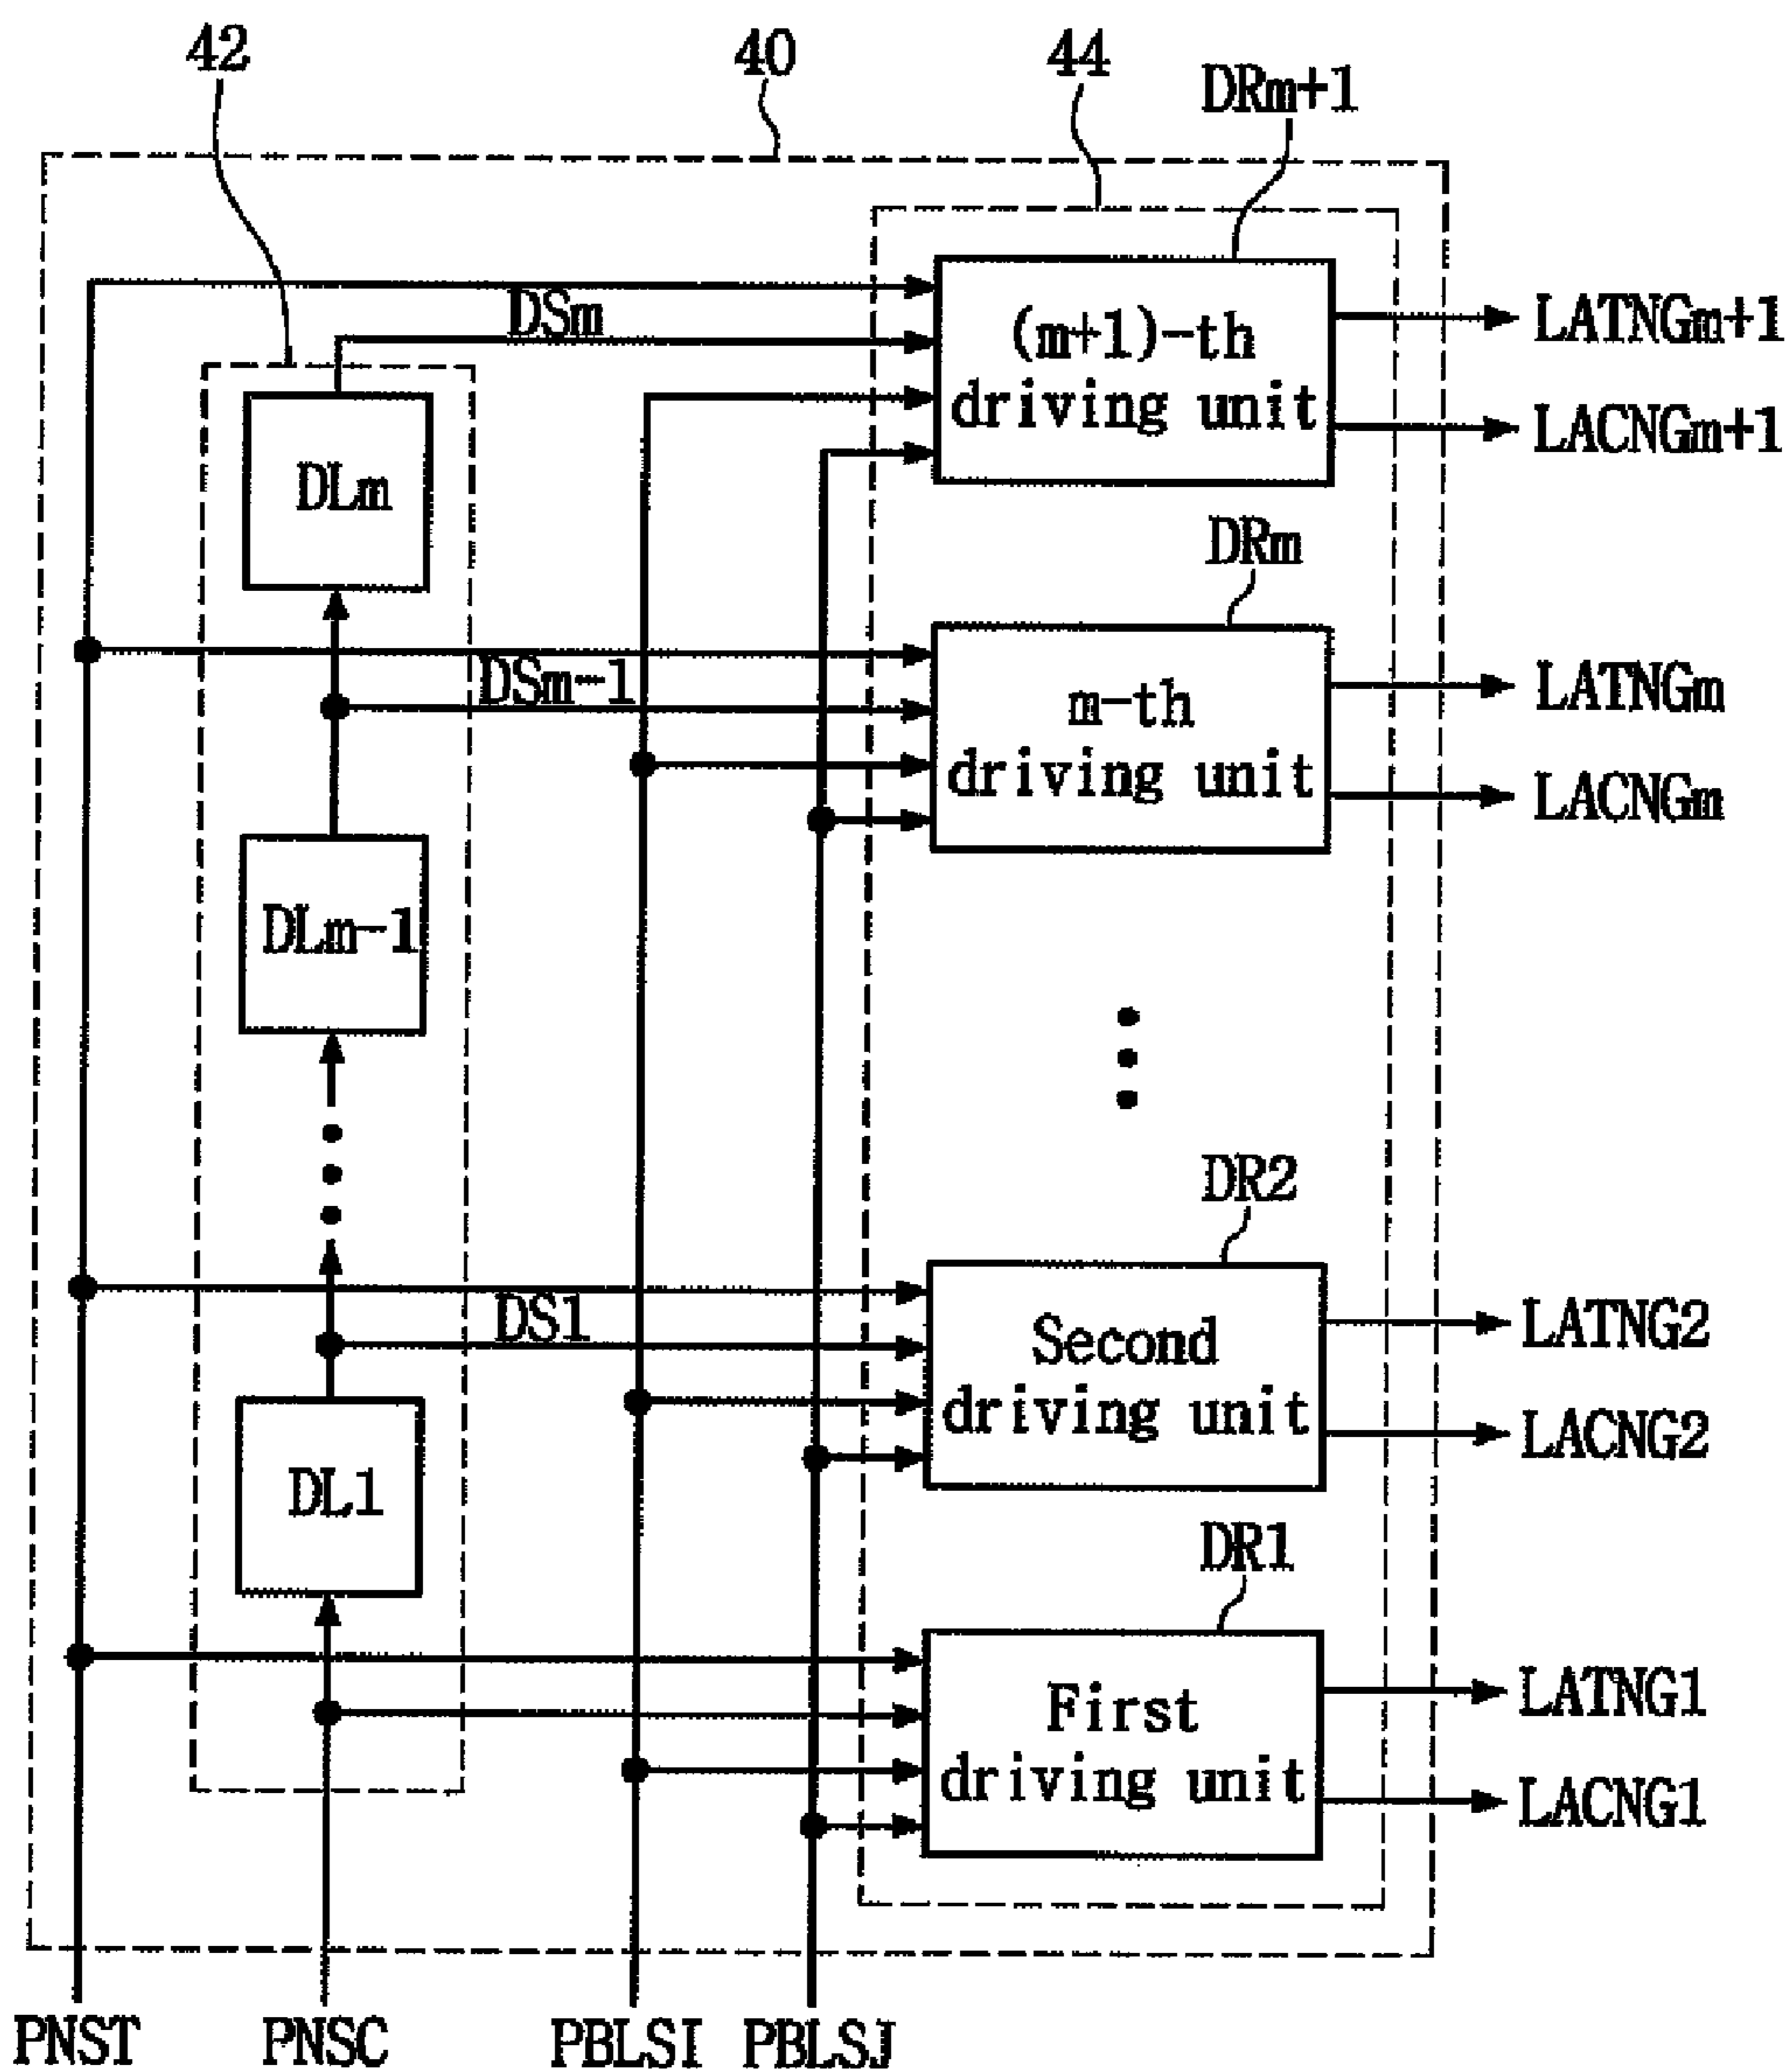 42
40
44
DRm+1
DSm
(m+1)-th
driving unit
LATNGm+1
LACNGm+1
DLm
DRm
DSm-1
m-th
driving unit
LATNGm
LACNGm
DLm-1
DR2
DS1
Second
driving unit
LATNG2
LACNG2
DL1
DR1
First
driving unit
LATNG1
LACNG1
PNST
PNSC
PBLSI
PBLSJ